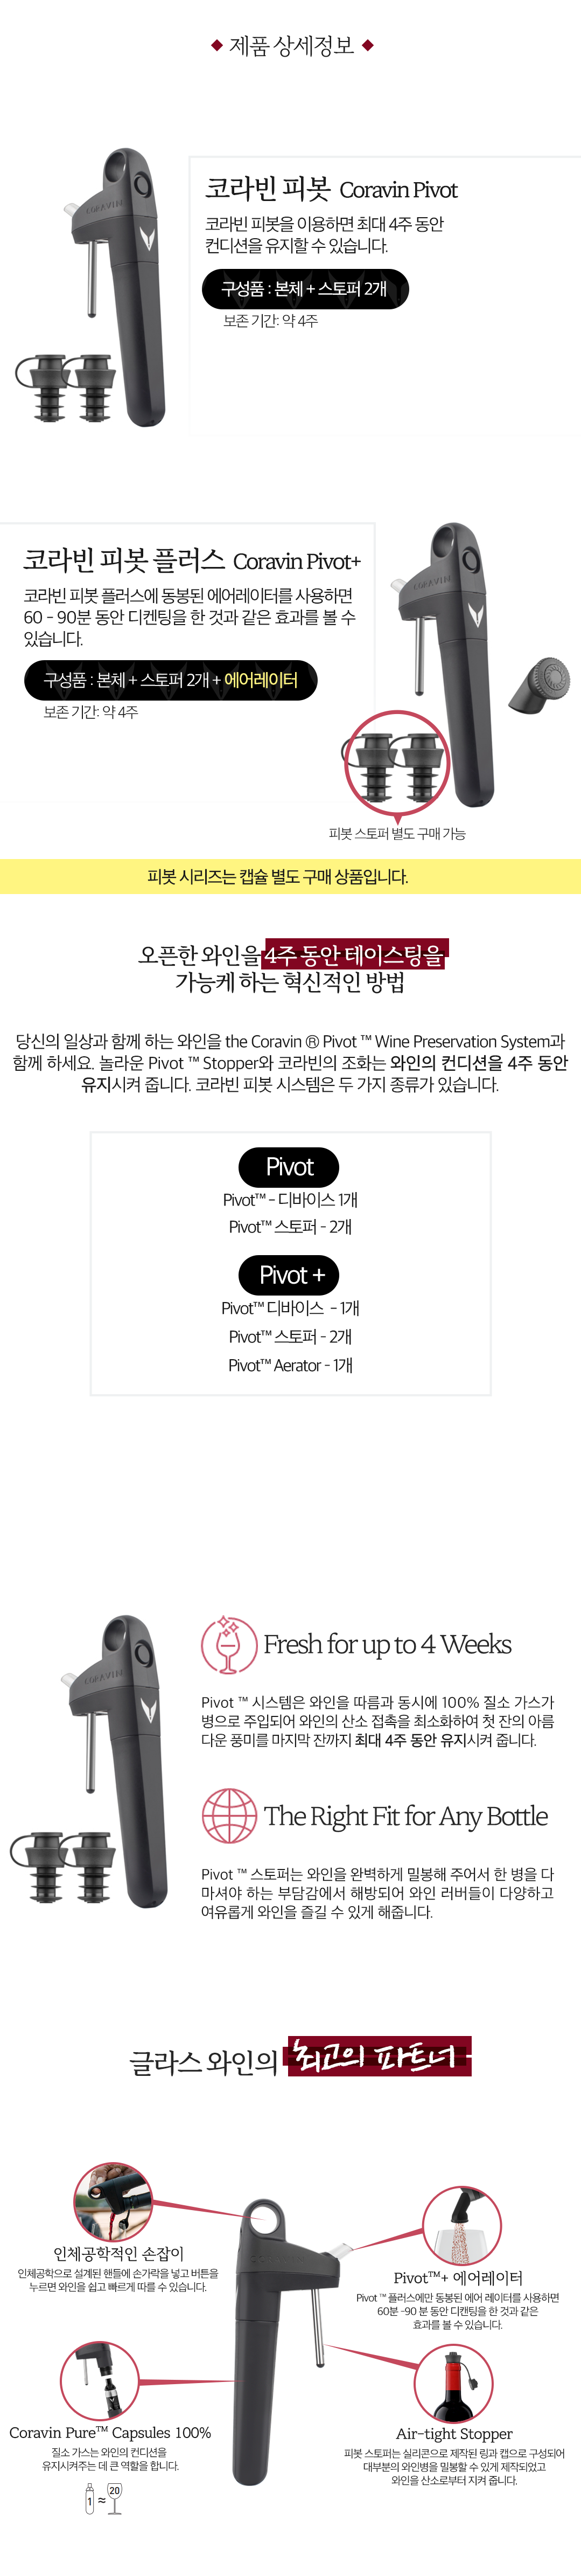 제품 상세정보
CORAVIN
코라빈 피봇 Coravin Pivot
코라빈 피봇을 이용하면 최대 4주 동안
컨디션을 유지할 수 있습니다.
구성품 : 본체 + 스토퍼 2개
보존 기간: 약 4주
코라빈 피봇 플러스 Coravin Pivot+
코라빈 피봇 플러스에 동봉된 에어레이터를 사용하면
60 - 90분 동안 디켄팅을 한 것과 같은 효과를 볼 수
있습니다.
구성품 : 본체 + 스토퍼 2개 + 에어레이터
보존 기간: 약 4주
CORAVIN
피봇 스토퍼 별도 구매 가능
피봇 시리즈는 캡슐 별도 구매 상품입니다.
오픈한 와인을 4주 동안 테이스팅을
가능케 하는 혁신적인 방법
당신의 일상과 함께 하는 와인을 the Coravin ® Pivot ™ Wine Preservation System과
함께 하세요. 놀라운 Pivot ™ Stopper와 코라빈의 조화는 와인의 컨디션을 4주 동안
유지시켜 줍니다. 코라빈 피봇 시스템은 두 가지 종류가 있습니다.
Pivot
Pivot™ - 디바이스 1개
Pivot™ 스토퍼 - 2개
Pivot +
Pivot™ 디바이스 - 1개
Pivot™ 스토퍼 - 2개
Pivot™ Aerator - 1개
CORAVIN
Fresh for up to 4 Weeks
Pivot ™ 시스템은 와인을 따름과 동시에 100% 질소 가스가
병으로 주입되어 와인의 산소 접촉을 최소화하여 첫 잔의 아름
다운 풍미를 마지막 잔까지 최대 4주 동안 유지시켜 줍니다.
The Right Fit for Any Bottle
Pivot ™ 스토퍼는 와인을 완벽하게 밀봉해 주어서 한 병을 다
마셔야 하는 부담감에서 해방되어 와인 러버들이 다양하고
여유롭게 와인을 즐길 수 있게 해줍니다.
글라스 와인의 최고의 파트너
인체공학적인 손잡이
인체공학으로 설계된 핸들에 손가락을 넣고 버튼을
누르면 와인을 쉽고 빠르게 따를 수 있습니다.
CORAVIN
Pivot™+ 에어레이터
Pivot ™ 플러스에만 동봉된 에어 레이터를 사용하면
60분 -90 분 동안 디캔팅을 한 것과 같은
효과를 볼 수 있습니다.
Coravin Pure™ Capsules 100%
질소 가스는 와인의 컨디션을
유지시켜주는 데 큰 역할을 합니다.
1 ≈ 20
Air-tight Stopper
피봇 스토퍼는 실리콘으로 제작된 링과 캡으로 구성되어
대부분의 와인병을 밀봉할 수 있게 제작되었고
와인을 산소로부터 지켜 줍니다.